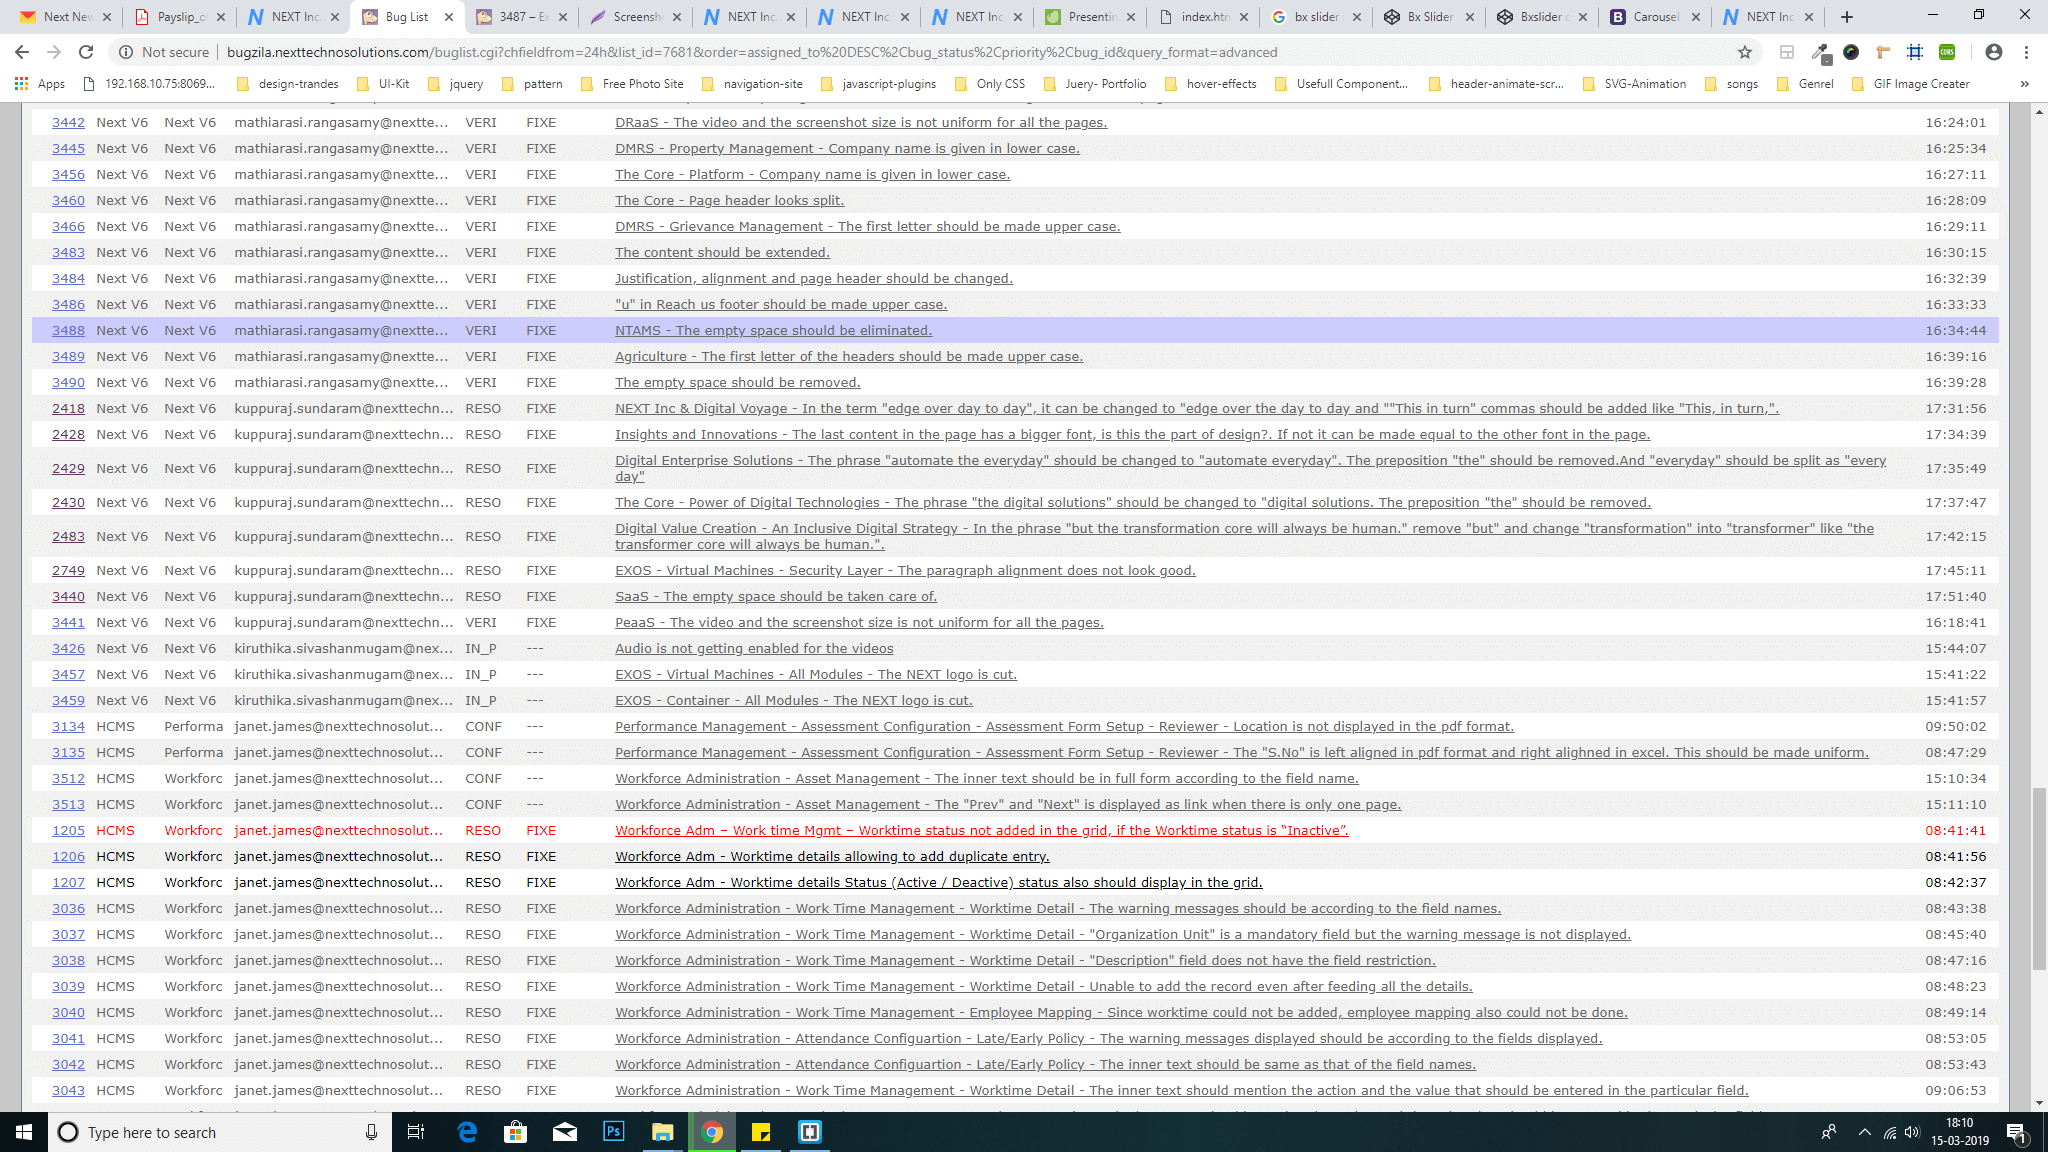 Next New
Payslip_o
NEXT Inc.
Bug List
3487 – E
Screensh
NEXT Inc
NEXT Inc
NEXT Inc
Presentin
index.htm
bx slider
Bx Slider
Bxslider c
Carousel
NEXT Inc
Not secure
bugzila.nexttechnosolutions.com/buglist.cgi?chfieldfrom=24h&list_id=7681&order=assigned_to%20DESC%2Cbug_status%2Cpriority%2Cbug_id&query_format=advanced
Apps 192.168.10.75:8069... design-trandes UI-Kit jquery pattern Free Photo Site navigation-site javascript-plugins Only CSS Juery- Portfolio hover-effects Usefull Component... header-animate-scr... SVG-Animation songs Genrel GIF Image Creater »
3442 Next V6 Next V6 mathiarasi.rangasamy@nextte... VERI FIXE DRaaS - The video and the screenshot size is not uniform for all the pages. 16:24:01
3445 Next V6 Next V6 mathiarasi.rangasamy@nextte... VERI FIXE DMRS - Property Management - Company name is given in lower case. 16:25:34
3456 Next V6 Next V6 mathiarasi.rangasamy@nextte... VERI FIXE The Core - Platform - Company name is given in lower case. 16:27:11
3460 Next V6 Next V6 mathiarasi.rangasamy@nextte... VERI FIXE The Core - Page header looks split. 16:28:09
3466 Next V6 Next V6 mathiarasi.rangasamy@nextte... VERI FIXE DMRS - Grievance Management - The first letter should be made upper case. 16:29:11
3483 Next V6 Next V6 mathiarasi.rangasamy@nextte... VERI FIXE The content should be extended. 16:30:15
3484 Next V6 Next V6 mathiarasi.rangasamy@nextte... VERI FIXE Justification, alignment and page header should be changed. 16:32:39
3486 Next V6 Next V6 mathiarasi.rangasamy@nextte... VERI FIXE "u" in Reach us footer should be made upper case. 16:33:33
3488 Next V6 Next V6 mathiarasi.rangasamy@nextte... VERI FIXE NTAMS - The empty space should be eliminated. 16:34:44
3489 Next V6 Next V6 mathiarasi.rangasamy@nextte... VERI FIXE Agriculture - The first letter of the headers should be made upper case. 16:39:16
3490 Next V6 Next V6 mathiarasi.rangasamy@nextte... VERI FIXE The empty space should be removed. 16:39:28
2418 Next V6 Next V6 kuppuraj.sundaram@nexttechn... RESO FIXE NEXT Inc & Digital Voyage - In the term "edge over day to day", it can be changed to "edge over the day to day and ""This in turn" commas should be added like "This, in turn,". 17:31:56
2428 Next V6 Next V6 kuppuraj.sundaram@nexttechn... RESO FIXE Insights and Innovations - The last content in the page has a bigger font, is this the part of design?. If not it can be made equal to the other font in the page. 17:34:39
2429 Next V6 Next V6 kuppuraj.sundaram@nexttechn... RESO FIXE Digital Enterprise Solutions - The phrase "automate the everyday" should be changed to "automate everyday". The preposition "the" should be removed.And "everyday" should be split as "every 17:35:49
day"
2430 Next V6 Next V6 kuppuraj.sundaram@nexttechn... RESO FIXE The Core - Power of Digital Technologies - The phrase "the digital solutions" should be changed to "digital solutions. The preposition "the" should be removed. 17:37:47
2483 Next V6 Next V6 kuppuraj.sundaram@nexttechn... RESO FIXE Digital Value Creation - An Inclusive Digital Strategy - In the phrase "but the transformation core will always be human." remove "but" and change "transformation" into "transformer" like "the 17:42:15
transformer core will always be human.".
2749 Next V6 Next V6 kuppuraj.sundaram@nexttechn... RESO FIXE EXOS - Virtual Machines - Security Layer - The paragraph alignment does not look good. 17:45:11
3440 Next V6 Next V6 kuppuraj.sundaram@nexttechn... RESO FIXE SaaS - The empty space should be taken care of. 17:51:40
3441 Next V6 Next V6 kuppuraj.sundaram@nexttechn... VERI FIXE PeaaS - The video and the screenshot size is not uniform for all the pages. 16:18:41
3426 Next V6 Next V6 kiruthika.sivashanmugam@nex... IN_P --- Audio is not getting enabled for the videos 15:44:07
3457 Next V6 Next V6 kiruthika.sivashanmugam@nex... IN_P --- EXOS - Virtual Machines - All Modules - The NEXT logo is cut. 15:41:22
3459 Next V6 Next V6 kiruthika.sivashanmugam@nex... IN_P --- EXOS - Container - All Modules - The NEXT logo is cut. 15:41:57
3134 HCMS Performa janet.james@nexttechnosolut... CONF --- Performance Management - Assessment Configuration - Assessment Form Setup - Reviewer - Location is not displayed in the pdf format. 09:50:02
3135 HCMS Performa janet.james@nexttechnosolut... CONF --- Performance Management - Assessment Configuration - Assessment Form Setup - Reviewer - The "S.No" is left aligned in pdf format and right alighned in excel. This should be made uniform. 08:47:29
3512 HCMS Workforc janet.james@nexttechnosolut... CONF --- Workforce Administration - Asset Management - The inner text should be in full form according to the field name. 15:10:34
3513 HCMS Workforc janet.james@nexttechnosolut... CONF --- Workforce Administration - Asset Management - The "Prev" and "Next" is displayed as link when there is only one page. 15:11:10
1205 HCMS Workforc janet.james@nexttechnosolut... RESO FIXE Workforce Adm – Work time Mgmt – Worktime status not added in the grid, if the Worktime status is “Inactive”. 08:41:41
1206 HCMS Workforc janet.james@nexttechnosolut... RESO FIXE Workforce Adm - Worktime details allowing to add duplicate entry. 08:41:56
1207 HCMS Workforc janet.james@nexttechnosolut... RESO FIXE Workforce Adm - Worktime details Status (Active / Deactive) status also should display in the grid. 08:42:37
3036 HCMS Workforc janet.james@nexttechnosolut... RESO FIXE Workforce Administration - Work Time Management - Worktime Detail - The warning messages should be according to the field names. 08:43:38
3037 HCMS Workforc janet.james@nexttechnosolut... RESO FIXE Workforce Administration - Work Time Management - Worktime Detail - "Organization Unit" is a mandatory field but the warning message is not displayed. 08:45:40
3038 HCMS Workforc janet.james@nexttechnosolut... RESO FIXE Workforce Administration - Work Time Management - Worktime Detail - "Description" field does not have the field restriction. 08:47:16
3039 HCMS Workforc janet.james@nexttechnosolut... RESO FIXE Workforce Administration - Work Time Management - Worktime Detail - Unable to add the record even after feeding all the details. 08:48:23
3040 HCMS Workforc janet.james@nexttechnosolut... RESO FIXE Workforce Administration - Work Time Management - Employee Mapping - Since worktime could not be added, employee mapping also could not be done. 08:49:14
3041 HCMS Workforc janet.james@nexttechnosolut... RESO FIXE Workforce Administration - Attendance Configuartion - Late/Early Policy - The warning messages displayed should be according to the fields displayed. 08:53:05
3042 HCMS Workforc janet.james@nexttechnosolut... RESO FIXE Workforce Administration - Attendance Configuartion - Late/Early Policy - The inner text should be same as that of the field names. 08:53:43
3043 HCMS Workforc janet.james@nexttechnosolut... RESO FIXE Workforce Administration - Work Time Management - Worktime Detail - The inner text should mention the action and the value that should be entered in the particular field. 09:06:53
Type here to search
Ps
18:10
15-03-2019
1